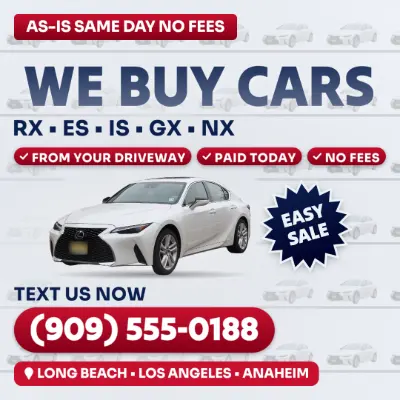 AS-IS SAME DAY NO FEES
WE BUY CARS
RX ▪ ES ▪ IS ▪ GX ▪ NX
✓ FROM YOUR DRIVEWAY ✓ PAID TODAY ✓ NO FEES
EASY
SALE
TEXT US NOW
(909) 555-0188
LONG BEACH ▪ LOS ANGELES ▪ ANAHEIM